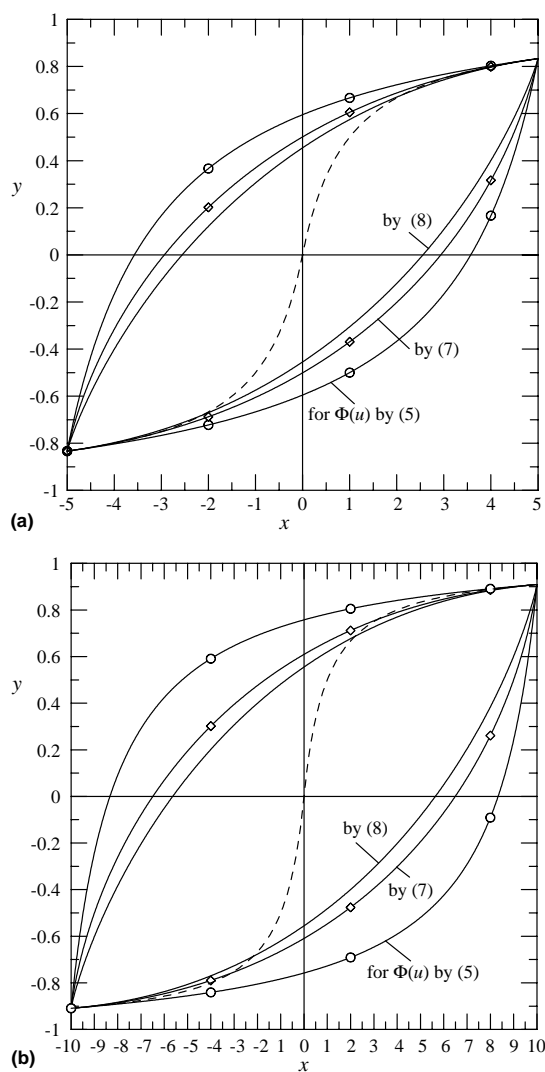 1
0.8
0.6
0.4
y
0.2
by (8)
0
-0.2
by (7)
-0.4
for Φ(u) by (5)
-0.6
-0.8
-1
-5 -4 -3 -2 -1 0 1 2 3 4 5
(a) x
1
0.8
0.6
y
0.4
0.2
0
by (8)
-0.2
by (7)
-0.4
-0.6
for Φ(u) by (5)
-0.8
-1
-10 -9 -8 -7 -6 -5 -4 -3 -2 -1 0 1 2 3 4 5 6 7 8 9 10
(b) x